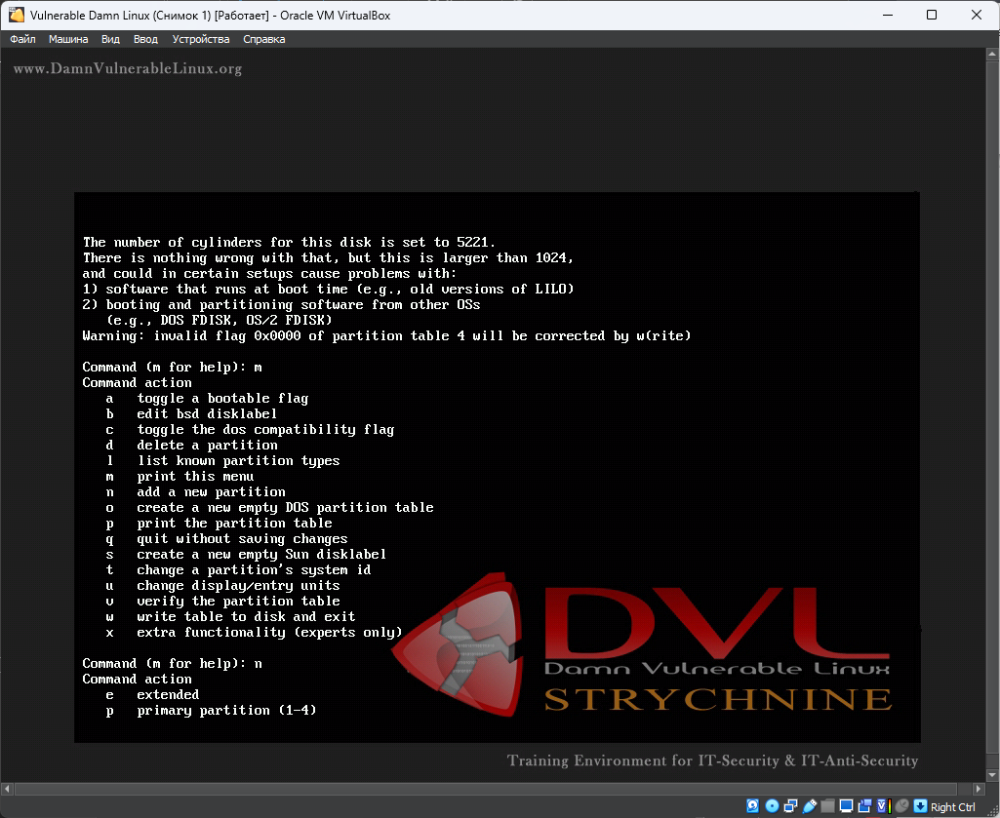 Vulnerable Damn Linux (Снимок 1) [Работает] - Oracle VM VirtualBox
Файл Машина Вид Ввод Устройства Справка
www.DamnVulnerableLinux.org
The number of cylinders for this disk is set to 5221.
There is nothing wrong with that, but this is larger than 1024,
and could in certain setups cause problems with:
1) software that runs at boot time (e.g., old versions of LILO)
2) booting and partitioning software from other OSs
   (e.g., DOS FDISK, OS/2 FDISK)
Warning: invalid flag 0x0000 of partition table 4 will be corrected by w(rite)
Command (m for help): m
Command action
   a   toggle a bootable flag
   b   edit bsd disklabel
   c   toggle the dos compatibility flag
   d   delete a partition
   l   list known partition types
   m   print this menu
   n   add a new partition
   o   create a new empty DOS partition table
   p   print the partition table
   q   quit without saving changes
   s   create a new empty Sun disklabel
   t   change a partition's system id
   u   change display/entry units
   v   verify the partition table
   w   write table to disk and exit
   x   extra functionality (experts only)
Command (m for help): n
Command action
   e   extended
   p   primary partition (1-4)
DVL
Damn Vulnerable Linux
STRYCHNINE
Training Environment for IT-Security & IT-Anti-Security
Right Ctrl